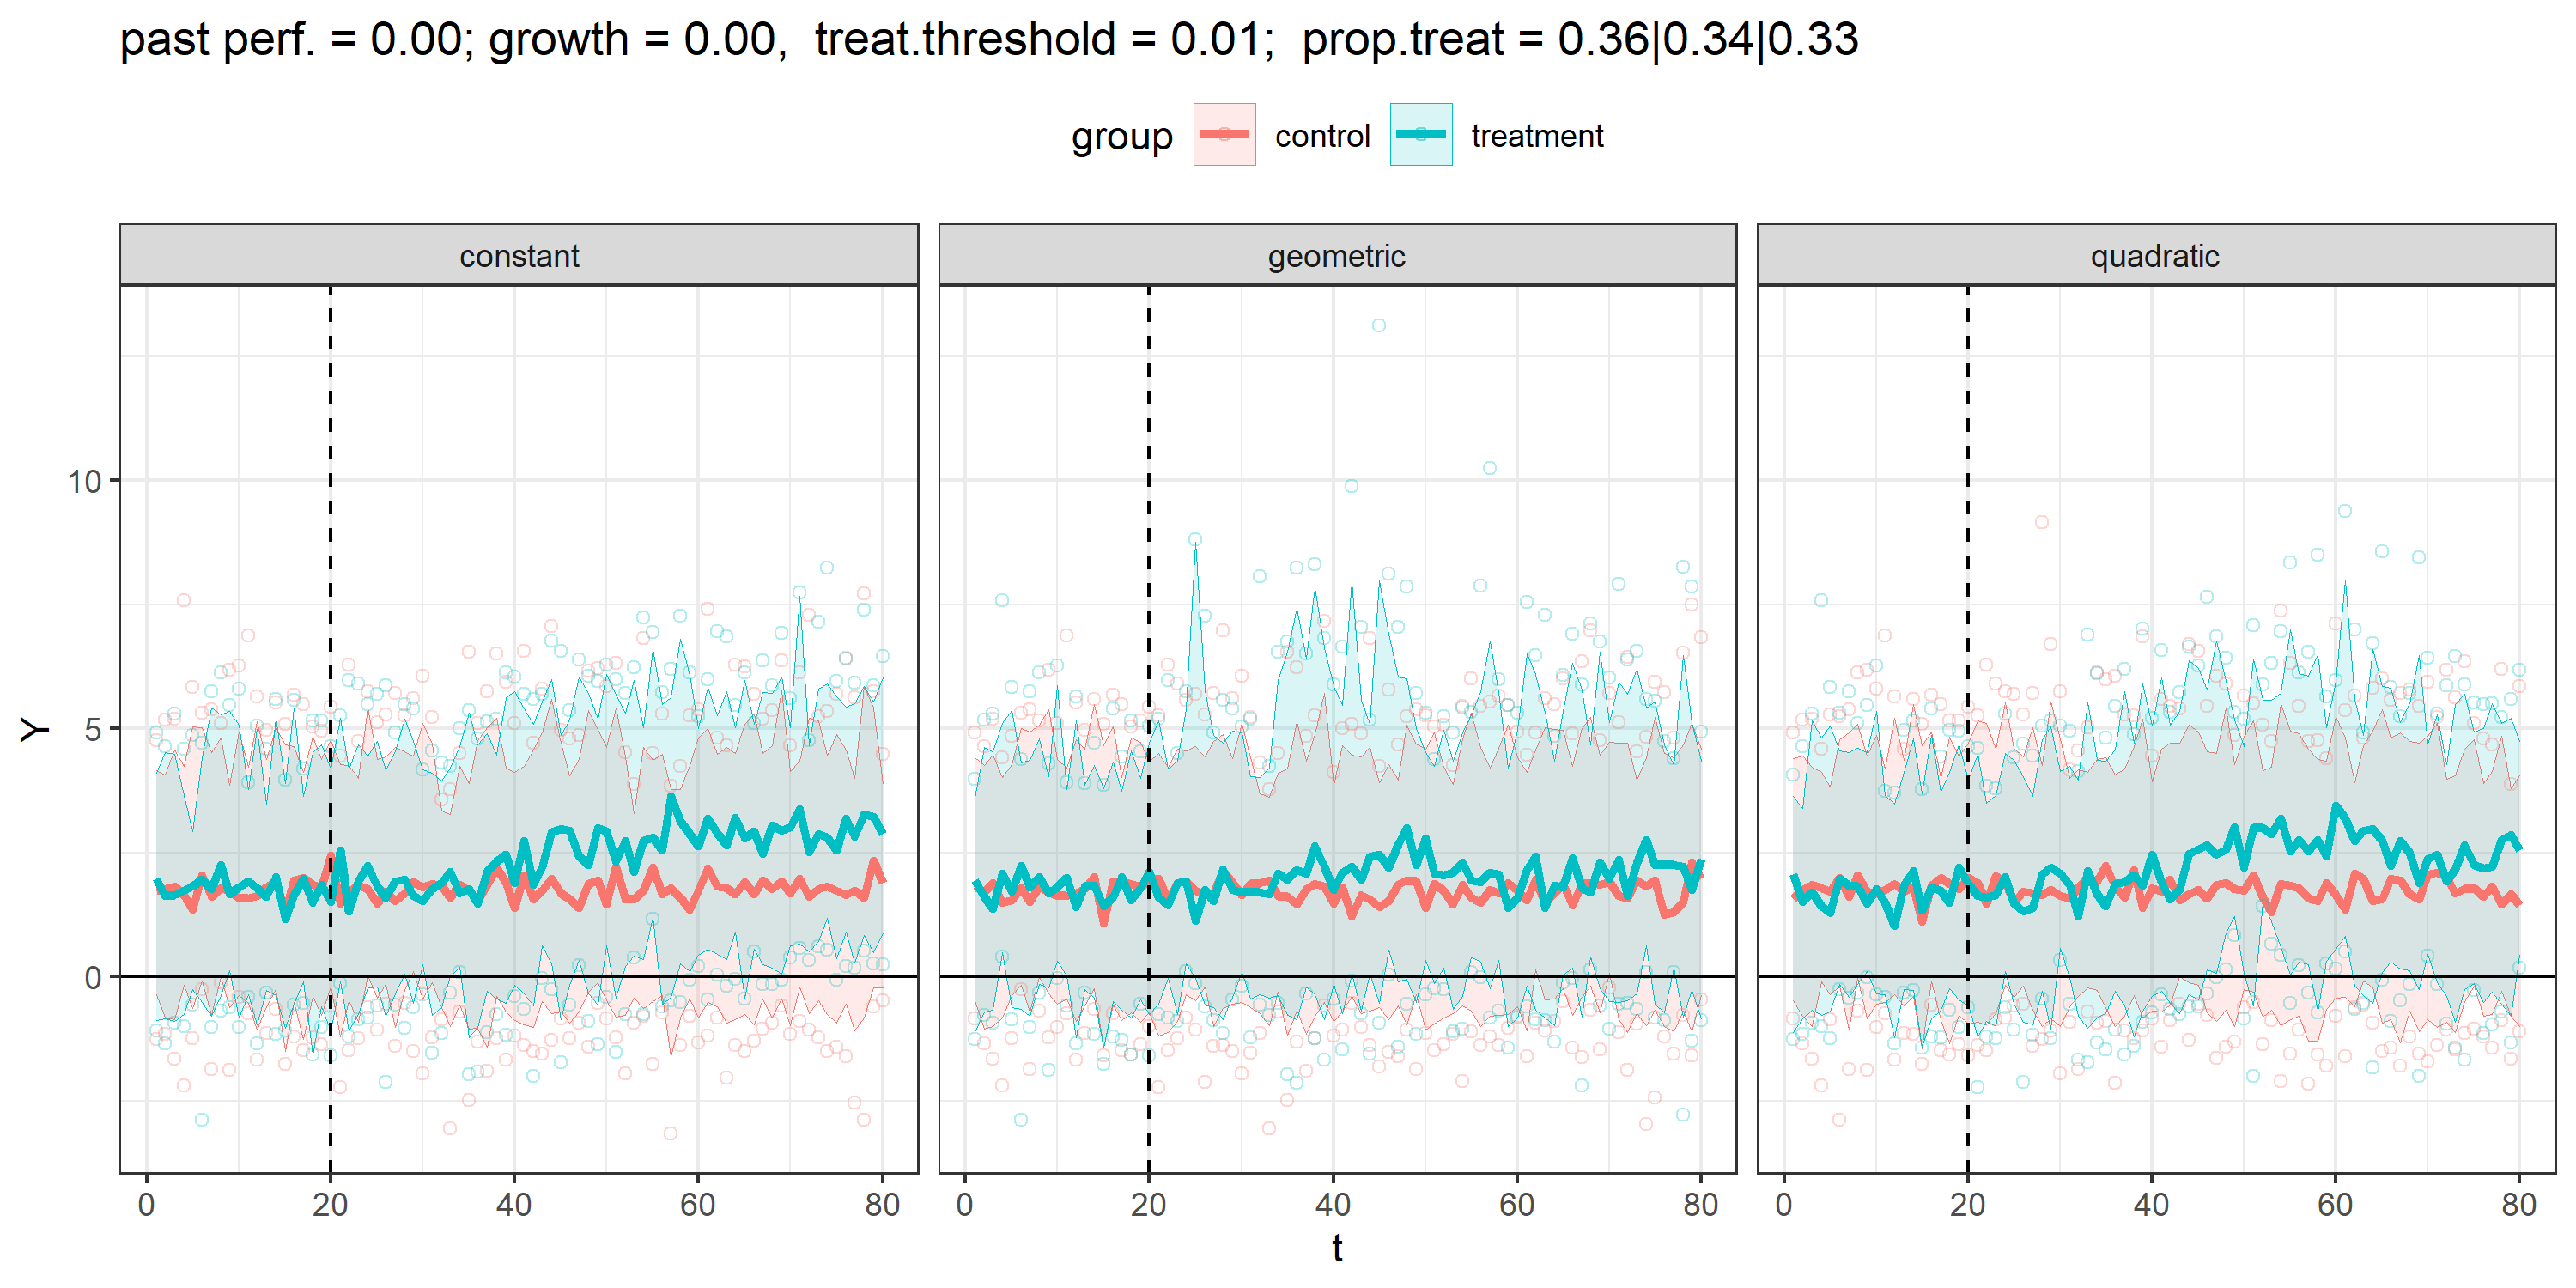 past perf. = 0.00; growth = 0.00,  treat.threshold = 0.01;  prop.treat = 0.36|0.34|0.33
group control treatment
constant geometric quadratic
10
5
0
Y
0 20 40 60 80 0 20 40 60 80 0 20 40 60 80
t